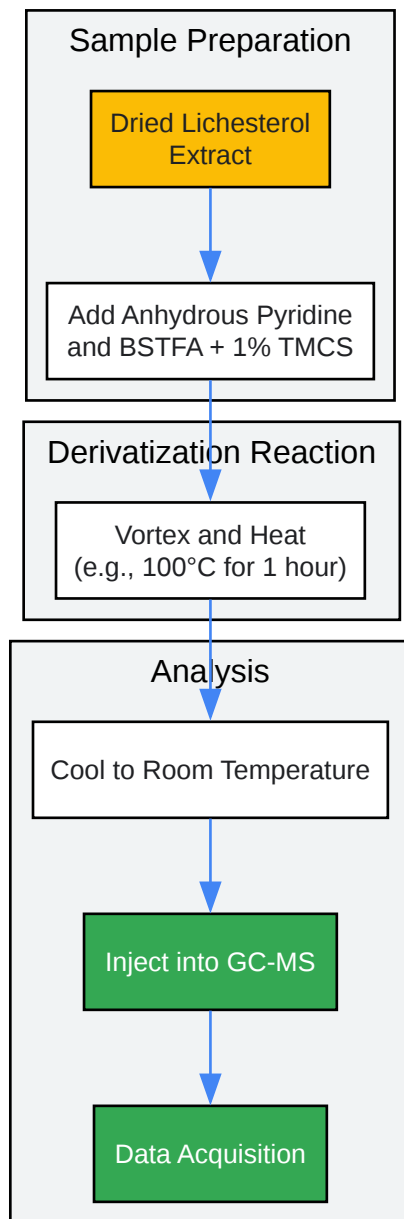 Sample Preparation
Dried Lichesterol
Extract
Add Anhydrous Pyridine
and BSTFA + 1% TMCS
Derivatization Reaction
Vortex and Heat
(e.g., 100°C for 1 hour)
Analysis
Cool to Room Temperature
Inject into GC-MS
Data Acquisition